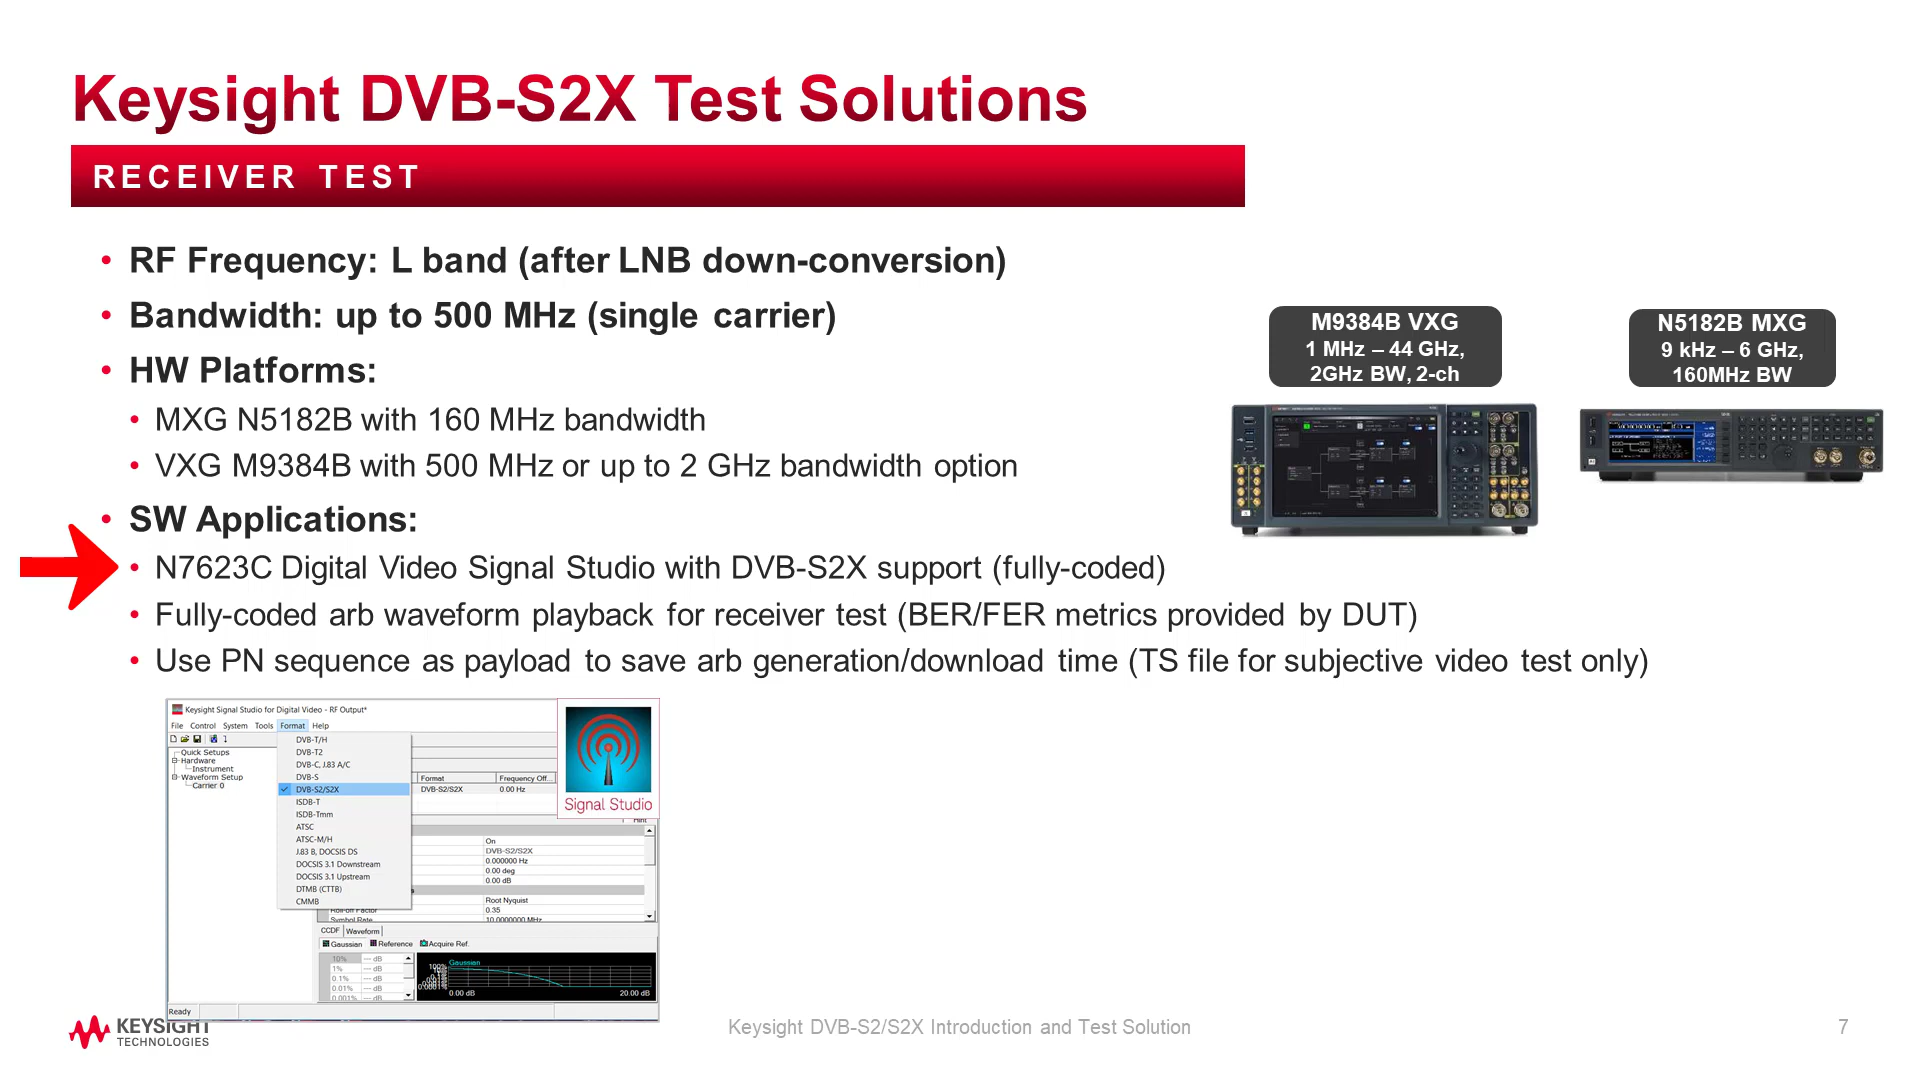 Keysight DVB-S2X Test Solutions
RECEIVER TEST
• RF Frequency: L band (after LNB down-conversion)
• Bandwidth: up to 500 MHz (single carrier)
• HW Platforms:
• MXG N5182B with 160 MHz bandwidth
• VXG M9384B with 500 MHz or up to 2 GHz bandwidth option
• SW Applications:
• N7623C Digital Video Signal Studio with DVB-S2X support (fully-coded)
• Fully-coded arb waveform playback for receiver test (BER/FER metrics provided by DUT)
• Use PN sequence as payload to save arb generation/download time (TS file for subjective video test only)
M9384B VXG
1 MHz – 44 GHz,
2GHz BW, 2-ch
N5182B MXG
9 kHz – 6 GHz,
160MHz BW
Keysight Signal Studio for Digital Video - RF Output*
File Control System Tools Format Help
Quick Setups
Hardware
Instrument
Waveform Setup
Carrier 0
DVB-T/H
DVB-T2
DVB-C, J.83 A/C
DVB-S
DVB-S2/S2X
ISDB-T
ISDB-Tmm
ATSC
ATSC-M/H
J.83 B, DOCSIS DS
DOCSIS 3.1 Downstream
DOCSIS 3.1 Upstream
DTMB (CTTB)
CMMB
Format Frequency Off...
DVB-S2/S2X 0.00 Hz
Signal Studio
Hint
On
DVB-S2/S2X
0.000000 Hz
0.00 deg
0.00 dB
Root Nyquist
Roll-off Factor 0.35
Symbol Rate 10.0000000 MHz
CCDF Waveform
Gaussian Reference Acquire Ref.
10% --- dB
1% --- dB
0.1% --- dB
0.01% --- dB
0.001% --- dB
Gaussian
100%
0.00 dB 20.00 dB
Ready
KEYSIGHT
TECHNOLOGIES
Keysight DVB-S2/S2X Introduction and Test Solution
7